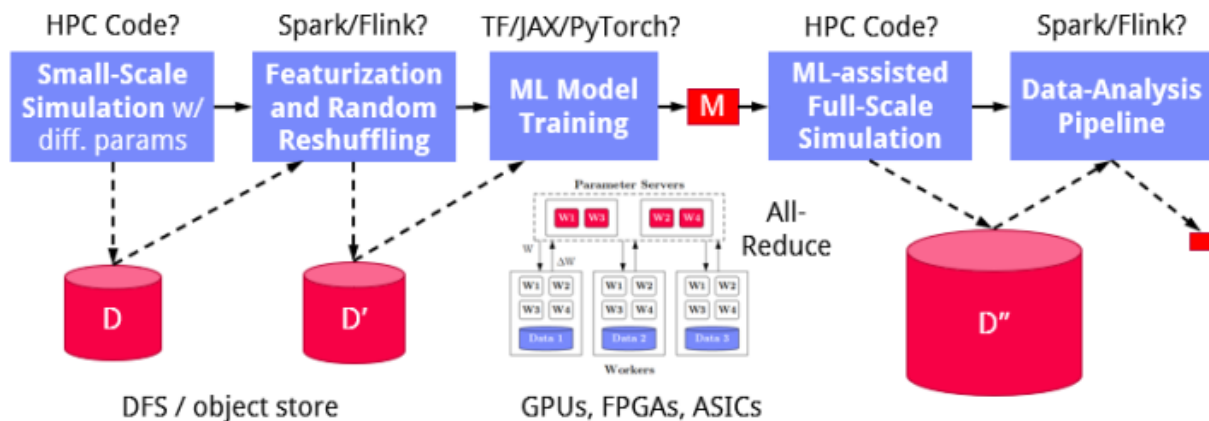 HPC Code?
Spark/Flink?
TF/JAX/PyTorch?
HPC Code?
Spark/Flink?
Small-Scale
Simulation w/
diff. params
Featurization
and Random
Reshuffling
ML Model
Training
M
ML-assisted
Full-Scale
Simulation
Data-Analysis
Pipeline
D
D'
Parameter Servers
W1 W3
W2 W4
W
ΔW
W1 W2
W3 W4
Data 1
W1 W2
W3 W4
Data 2
W1 W2
W3 W4
Data 3
Workers
All-
Reduce
D"
DFS / object store
GPUs, FPGAs, ASICs